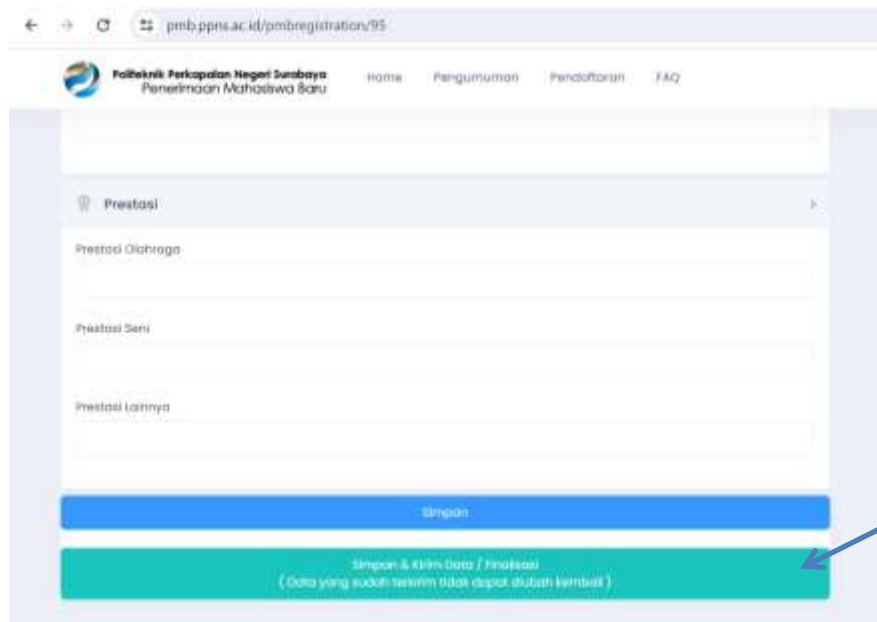 pmb.ppns.ac.id/pmbregistration/95
Politeknik Perkapalan Negeri Surabaya
Penerimaan Mahasiswa Baru
Home Pengumuman Pendaftaran FAQ
Prestasi
Prestasi Olahraga
Prestasi Seni
Prestasi Lainnya
Simpan
Simpan & Kirim Data / Finalisasi
( Data yang sudah terkirim tidak dapat diubah kembali )